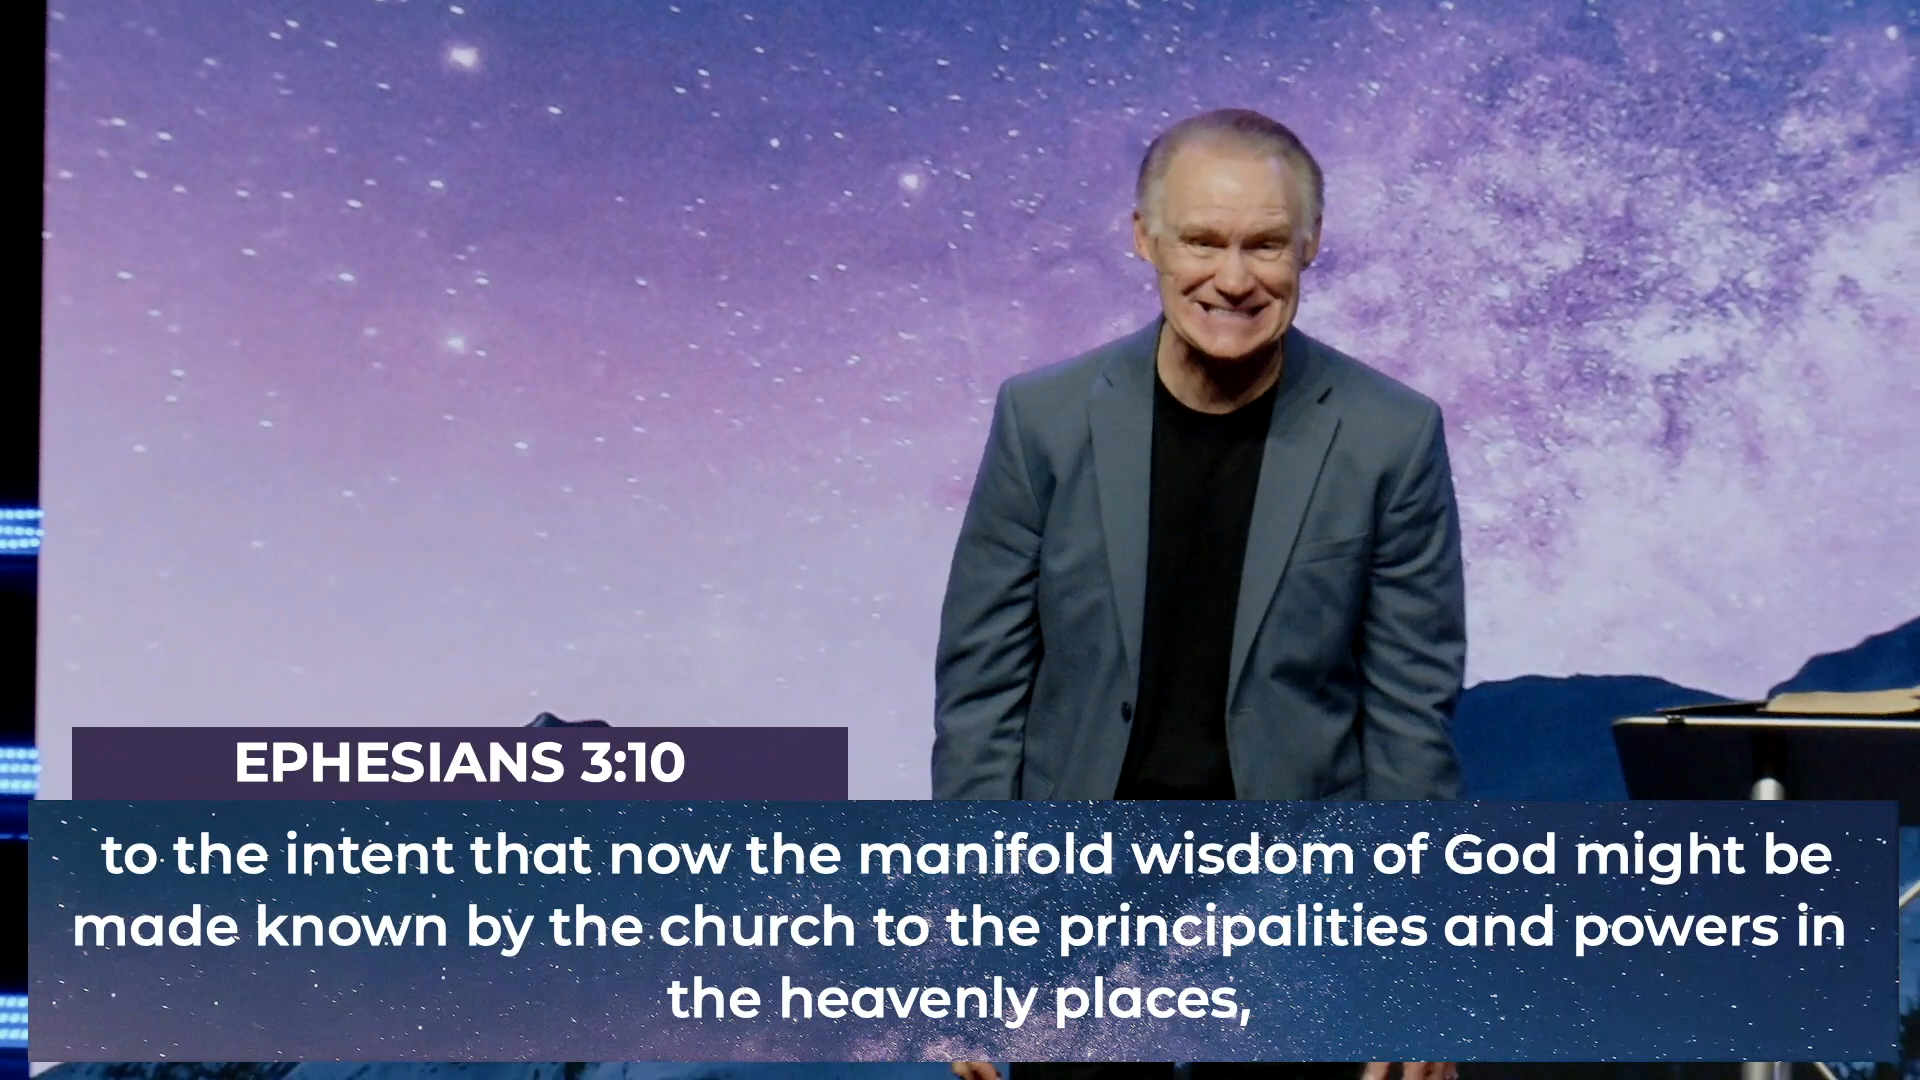 EPHESIANS 3:10
to the intent that now the manifold wisdom of God might be
made known by the church to the principalities and powers in
the heavenly places,